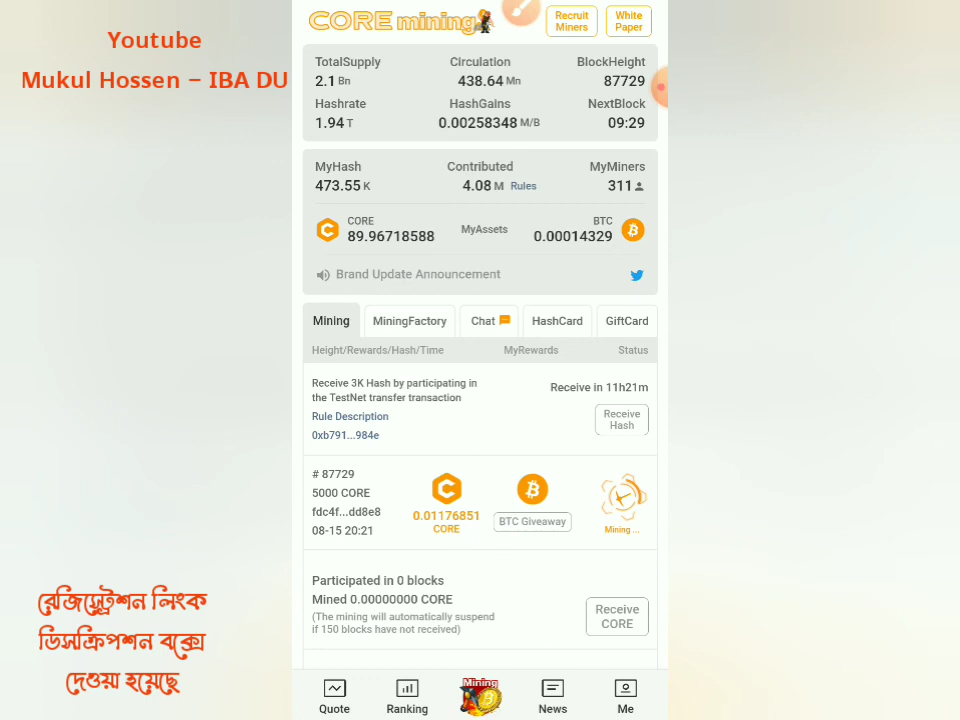 Youtube
Mukul Hossen – IBA DU
CORE mining
Recruit
Miners
White
Paper
TotalSupply
Circulation
BlockHeight
2.1 Bn
438.64 Mn
87729
Hashrate
HashGains
NextBlock
1.94 T
0.00258348 M/B
09:29
MyHash
Contributed
MyMiners
473.55 K
4.08 M Rules
311
CORE
89.96718588
MyAssets
BTC
0.00014329
Brand Update Announcement
Mining
MiningFactory
Chat
HashCard
GiftCard
Height/Rewards/Hash/Time
MyRewards
Status
Receive 3K Hash by participating in
the TestNet transfer transaction
Rule Description
0xb791...984e
Receive in 11h21m
Receive
Hash
# 87729
5000 CORE
fdc4f...dd8e8
08-15 20:21
0.01176851
CORE
BTC Giveaway
Mining ...
Participated in 0 blocks
Mined 0.00000000 CORE
(The mining will automatically suspend
if 150 blocks have not received)
Receive
CORE
রেজিস্ট্রেশন লিংক
ডিসক্রিপশন বক্সে
দেওয়া হয়েছে
Quote
Ranking
Mining
News
Me